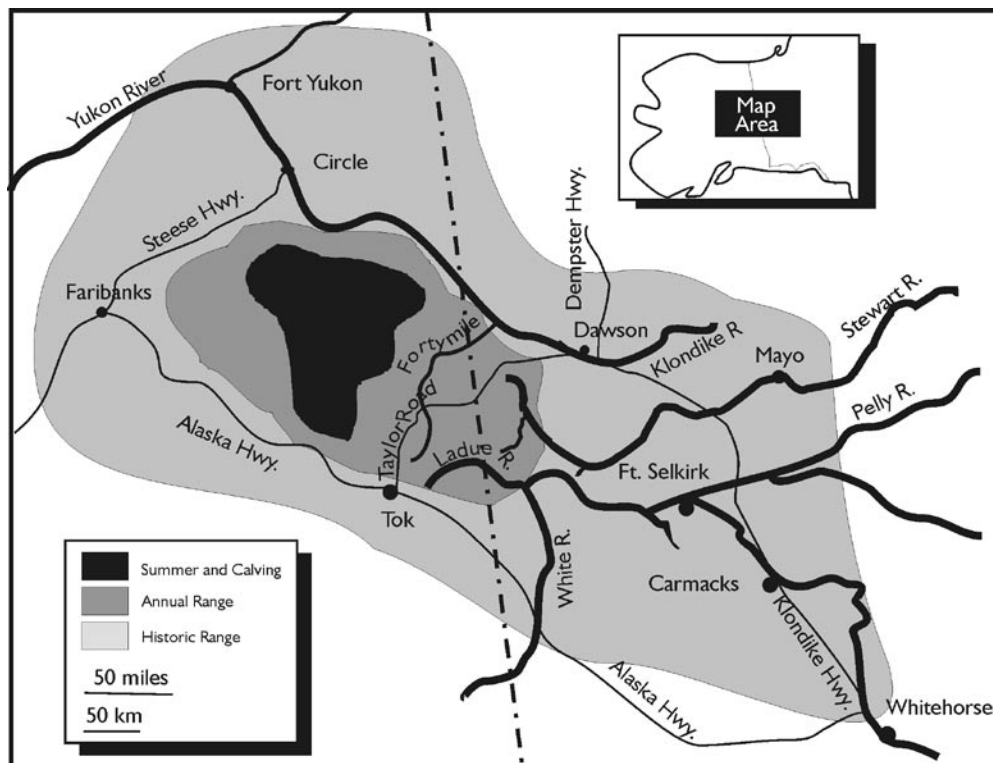 Yukon River
Fort Yukon
Circle
Steese Hwy.
Faribanks
Alaska Hwy.
Map
Area
Dempster Hwy.
Dawson
Klondike R
Stewart R.
Mayo
Pelly R.
Fortymile
Taylor Road
Ladue R.
Tok
Ft. Selkirk
White R.
Carmacks
Klondike Hwy.
Alaska Hwy.
Whitehorse
Summer and Calving
Annual Range
Historic Range
50 miles
50 km